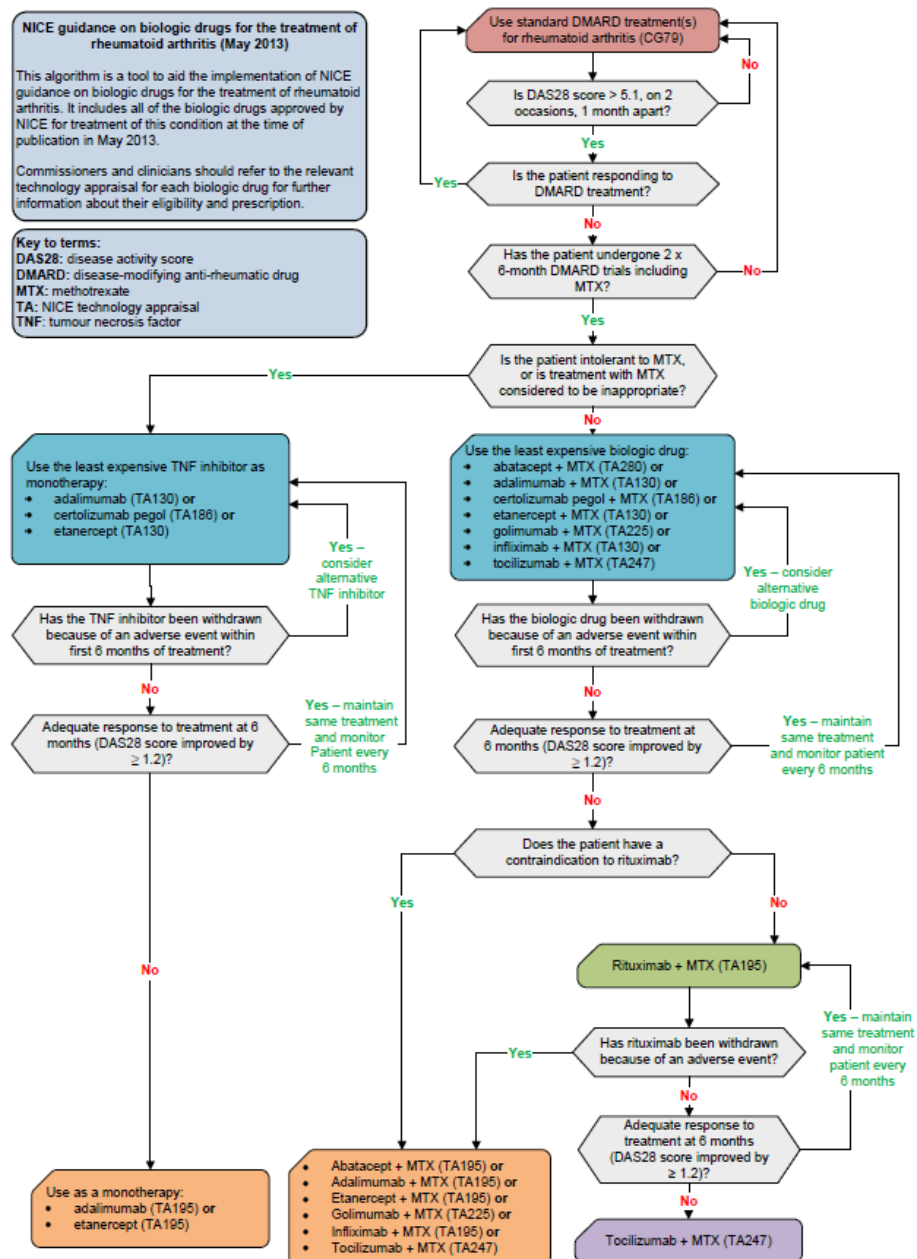 NICE guidance on biologic drugs for the treatment of
rheumatoid arthritis (May 2013)
This algorithm is a tool to aid the implementation of NICE
guidance on biologic drugs for the treatment of rheumatoid
arthritis. It includes all of the biologic drugs approved by
NICE for treatment of this condition at the time of
publication in May 2013.
Commissioners and clinicians should refer to the relevant
technology appraisal for each biologic drug for further
information about their eligibility and prescription.
Key to terms:
DAS28: disease activity score
DMARD: disease-modifying anti-rheumatic drug
MTX: methotrexate
TA: NICE technology appraisal
TNF: tumour necrosis factor
Use standard DMARD treatment(s)
for rheumatoid arthritis (CG79)
No
Is DAS28 score > 5.1, on 2
occasions, 1 month apart?
Yes
Is the patient responding to
DMARD treatment?
Yes
No
Has the patient undergone 2 x
6-month DMARD trials including
MTX?
No
Yes
Is the patient intolerant to MTX,
or is treatment with MTX
considered to be inappropriate?
Yes
No
Use the least expensive TNF inhibitor as
monotherapy:
• adalimumab (TA130) or
• certolizumab pegol (TA186) or
• etanercept (TA130)
Yes –
consider
alternative
TNF inhibitor
Has the TNF inhibitor been withdrawn
because of an adverse event within
first 6 months of treatment?
No
Adequate response to treatment at 6
months (DAS28 score improved by
≥ 1.2)?
Yes – maintain
same treatment
and monitor
Patient every
6 months
No
Use as a monotherapy:
• adalimumab (TA195) or
• etanercept (TA195)
Use the least expensive biologic drug:
• abatacept + MTX (TA280) or
• adalimumab + MTX (TA130) or
• certolizumab pegol + MTX (TA186) or
• etanercept + MTX (TA130) or
• golimumab + MTX (TA225) or
• infliximab + MTX (TA130) or
• tocilizumab + MTX (TA247)
Yes – consider
alternative
biologic drug
Has the biologic drug been withdrawn
because of an adverse event within
first 6 months of treatment?
No
Adequate response to treatment at
6 months (DAS28 score improved by
≥ 1.2)?
Yes – maintain
same treatment
and monitor patient
every 6 months
No
Does the patient have a
contraindication to rituximab?
Yes
No
Rituximab + MTX (TA195)
Has rituximab been withdrawn
because of an adverse event?
Yes
No
Yes – maintain
same treatment
and monitor
patient every
6 months
Adequate response to
treatment at 6 months
(DAS28 score improved by
≥ 1.2)?
No
• Abatacept + MTX (TA195) or
• Adalimumab + MTX (TA195) or
• Etanercept + MTX (TA195) or
• Golimumab + MTX (TA225) or
• Infliximab + MTX (TA195) or
• Tocilizumab + MTX (TA247)
Tocilizumab + MTX (TA247)